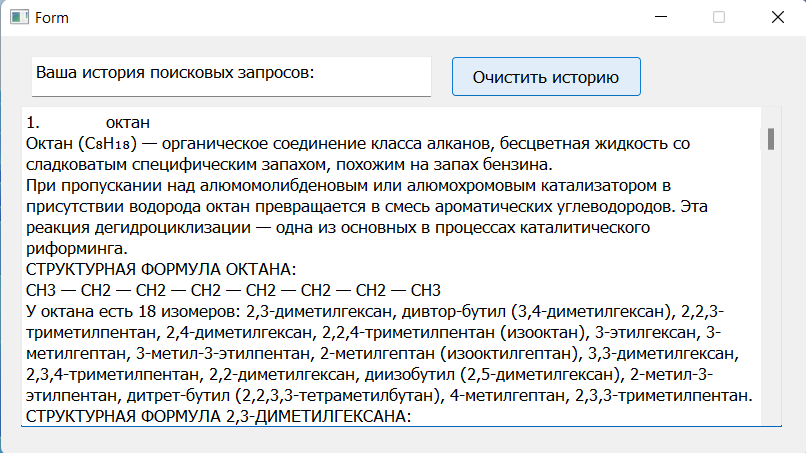 Form
Ваша история поисковых запросов:
Очистить историю
1. октан
Октан (C₈H₁₈) — органическое соединение класса алканов, бесцветная жидкость со
сладковатым специфическим запахом, похожим на запах бензина.
При пропускании над алюмомолибденовым или алюмохромовым катализатором в
присутствии водорода октан превращается в смесь ароматических углеводородов. Эта
реакция дегидроциклизации — одна из основных в процессах каталитического
риформинга.
СТРУКТУРНАЯ ФОРМУЛА ОКТАНА:
CH3 — CH2 — CH2 — CH2 — CH2 — CH2 — CH2 — CH3
У октана есть 18 изомеров: 2,3-диметилгексан, дивтор-бутил (3,4-диметилгексан), 2,2,3-
триметилпентан, 2,4-диметилгексан, 2,2,4-триметилпентан (изооктан), 3-этилгексан, 3-
метилгептан, 3-метил-3-этилпентан, 2-метилгептан (изооктилгептан), 3,3-диметилгексан,
2,3,4-триметилпентан, 2,2-диметилгексан, диизобутил (2,5-диметилгексан), 2-метил-3-
этилпентан, дитрет-бутил (2,2,3,3-тетраметилбутан), 4-метилгептан, 2,3,3-триметилпентан.
СТРУКТУРНАЯ ФОРМУЛА 2,3-ДИМЕТИЛГЕКСАНА: